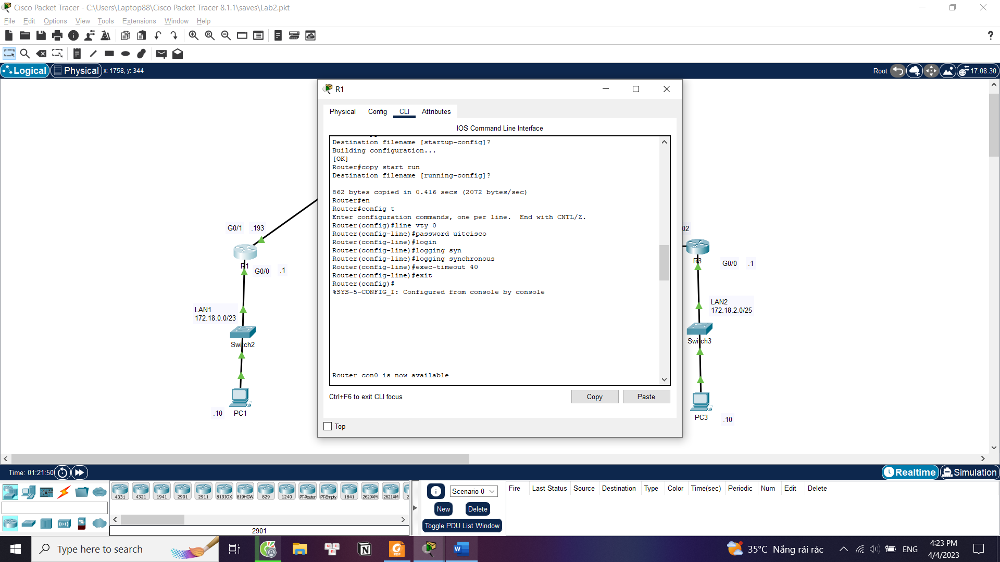 Cisco Packet Tracer - C:\Users\Laptop88\Cisco Packet Tracer 8.1.1\saves\Lab2.pkt
File Edit Options View Tools Extensions Window Help
?
Logical Physical x: 1758, y: 344
Root 17:08:30
R1
Physical Config CLI Attributes
IOS Command Line Interface
Destination filename [startup-config]?
Building configuration...
[OK]
Router#copy start run
Destination filename [running-config]?
862 bytes copied in 0.416 secs (2072 bytes/sec)
Router#en
Router#config t
Enter configuration commands, one per line.  End with CNTL/Z.
Router(config)#line vty 0
Router(config-line)#password uitcisco
Router(config-line)#login
Router(config-line)#logging syn
Router(config-line)#logging synchronous
Router(config-line)#exec-timeout 40
Router(config-line)#exit
Router(config)#
%SYS-5-CONFIG_I: Configured from console by console
Router con0 is now available
Ctrl+F6 to exit CLI focus
Copy Paste
Top
G0/1 .193
R1
G0/0 .1
LAN1
172.18.0.0/23
Switch2
.10 PC1
02
R3
G0/0 .1
LAN2
172.18.2.0/25
Switch3
PC3 .10
Time: 01:21:50
Realtime Simulation
4331 4321 1941 2901 2911 819IOX 819HGW 829 1240 PT-Router PT-Empty 1841 2620XM 2621XM 2
2901
Scenario 0
New Delete
Toggle PDU List Window
Fire Last Status Source Destination Type Color Time(sec) Periodic Num Edit Delete
Type here to search
35°C Nắng rải rác
ENG
4:23 PM
4/4/2023